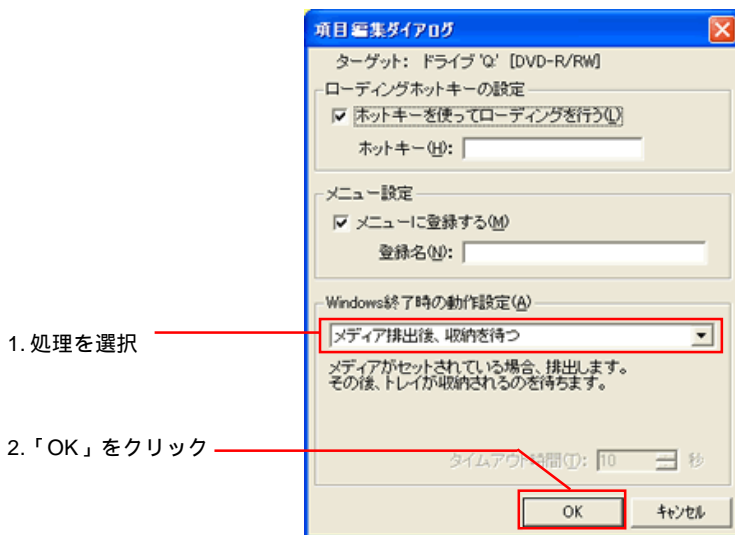 項目編集ダイアログ
ターゲット: ドライブ'Q' [DVD-R/RW]
ローディングホットキーの設定
ホットキーを使ってローディングを行う(L)
ホットキー(H):
メニュー設定
メニューに登録する(M)
登録名(N):
Windows終了時の動作設定(A)
1. 処理を選択
メディア排出後、収納を待つ
メディアがセットされている場合、排出します。
その後、トレイが収納されるのを待ちます。
2.「OK」をクリック
タイムアウト時間(T): 10 秒
OK キャンセル